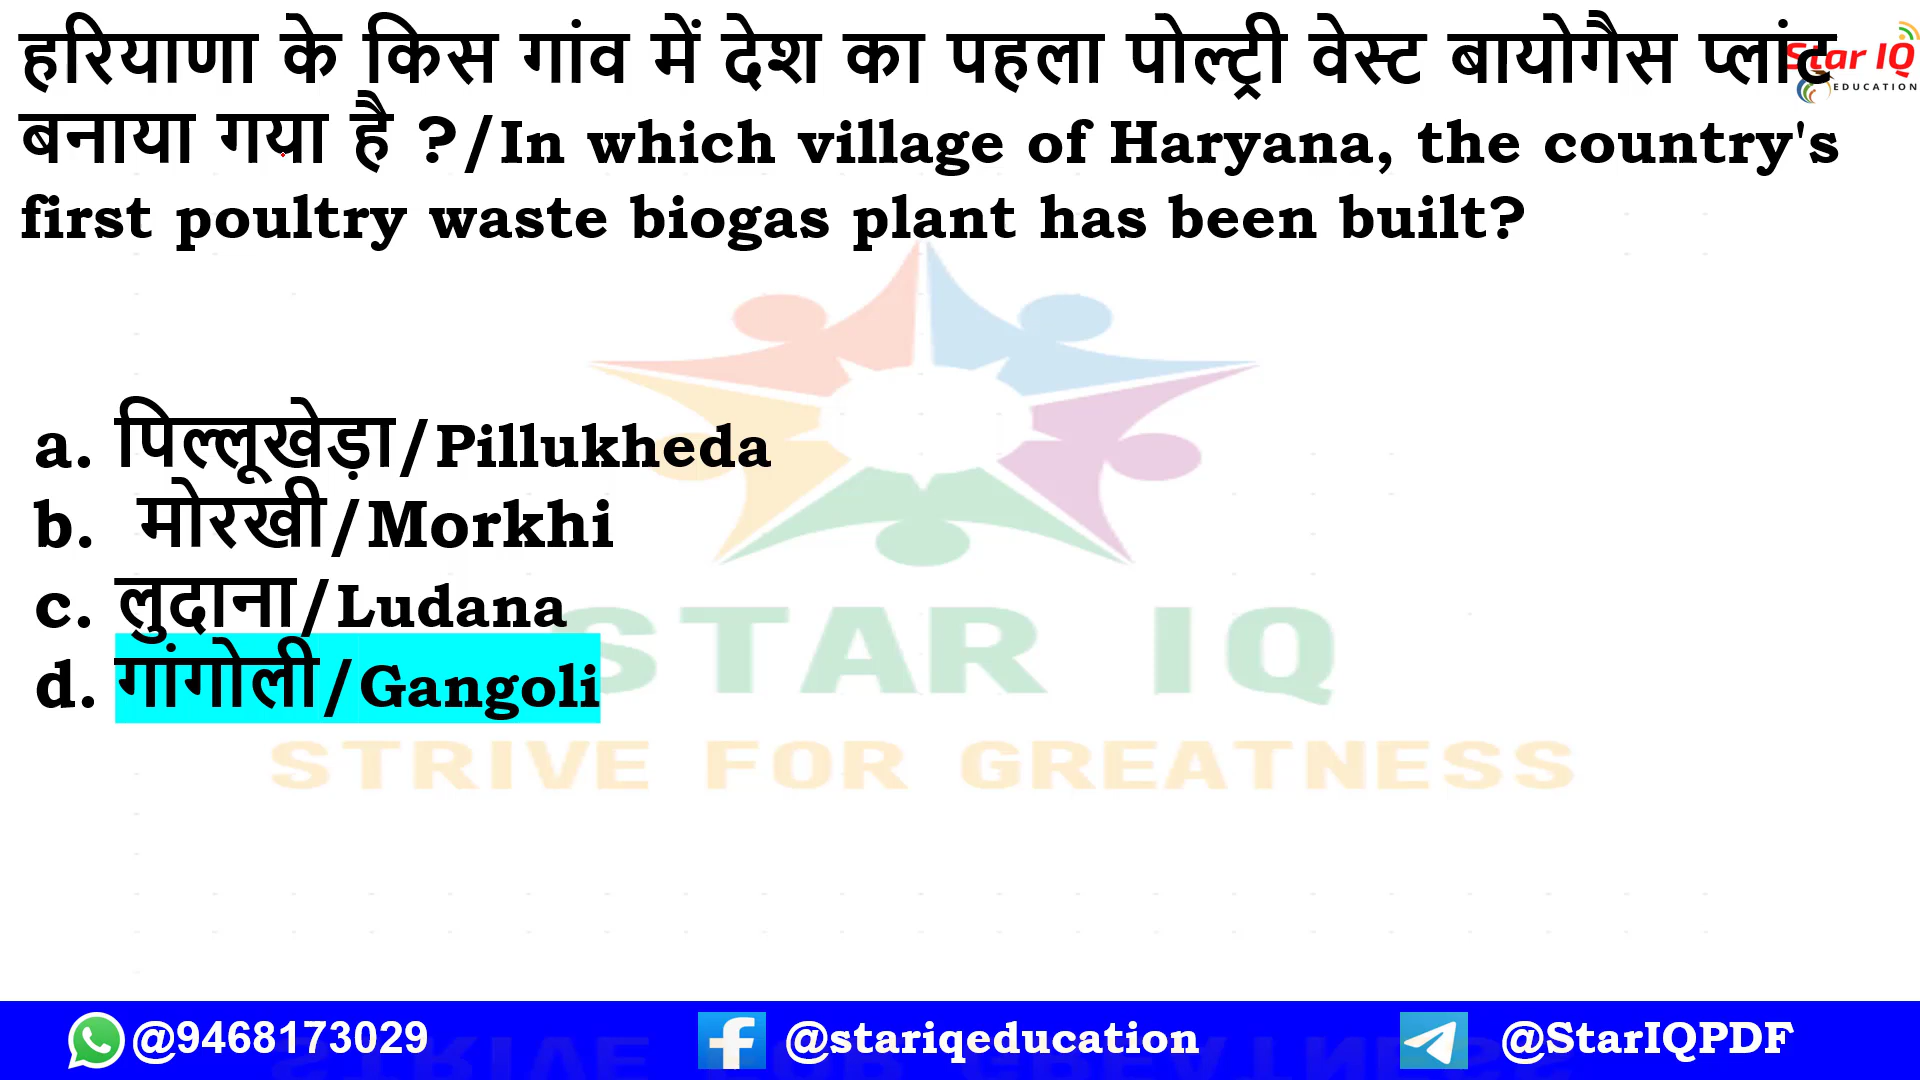 हरियाणा के किस गांव में देश का पहला पोल्ट्री वेस्ट बायोगैस प्लांट
Star IQ
EDUCATION
बनाया गया है ?/In which village of Haryana, the country's
first poultry waste biogas plant has been built?
a. पिल्लूखेड़ा/Pillukheda
b. मोरखी/Morkhi
c. लुदाना/Ludana
d. गांगोली/Gangoli
STAR IQ
STRIVE FOR GREATNESS
@9468173029
@stariqeducation
@StarIQPDF